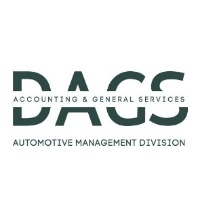 DAGS
ACCOUNTING & GENERAL SERVICES
AUTOMOTIVE MANAGEMENT DIVISION